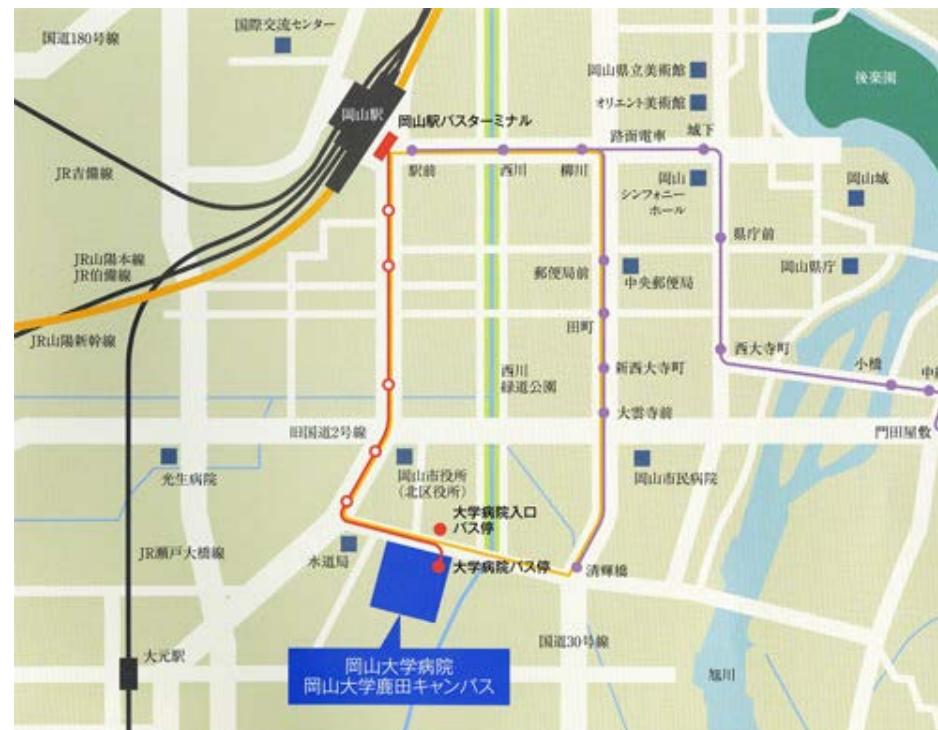 国道180号線
国際交流センター
岡山県立美術館
後楽園
オリエント美術館
岡山駅
岡山駅バスターミナル
路面電車
城下
駅前
西川
柳川
JR吉備線
岡山
シンフォニー
ホール
岡山城
県庁前
JR山陽本線
JR伯備線
郵便局前
中央郵便局
岡山県庁
田町
JR山陽新幹線
西大寺町
小橋
西川
緑道公園
新西大寺町
大雲寺前
旧国道2号線
門田屋敷
光生病院
岡山市役所
(北区役所)
岡山市民病院
大学病院入口
バス停
JR瀬戸大橋線
水道局
大学病院バス停
清輝橋
大元駅
国道30号線
岡山大学病院
岡山大学鹿田キャンパス
旭川